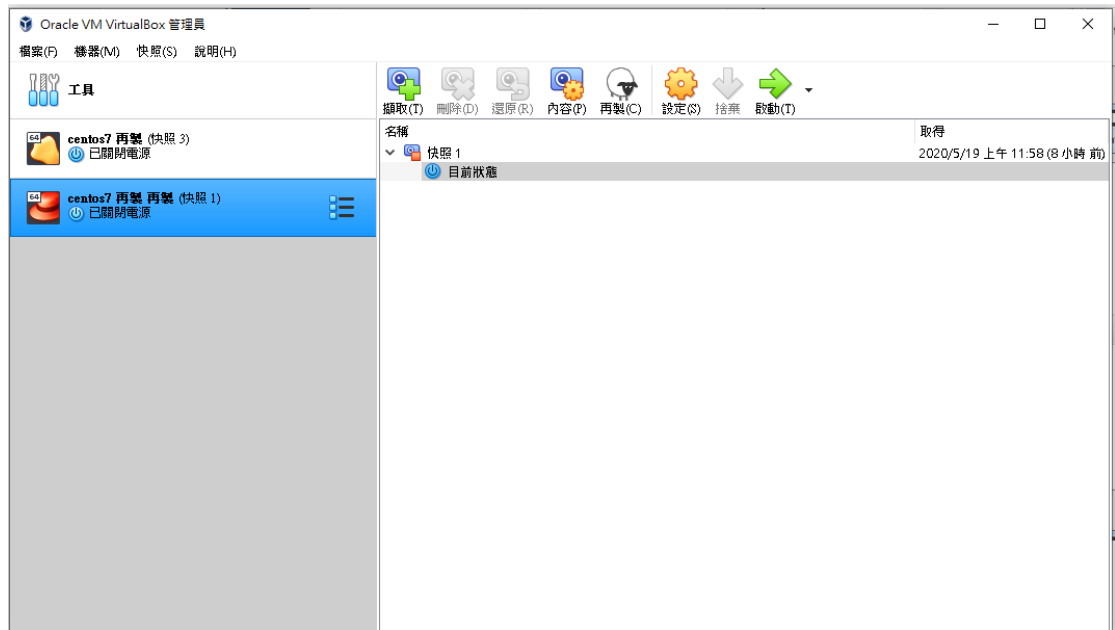 Oracle VM VirtualBox 管理員
檔案(F) 機器(M) 快照(S) 說明(H)
工具
擷取(T) 刪除(D) 還原(R) 內容(P) 再製(C) 設定(S) 捨棄 啟動(T)
64 centos7 再製 (快照 3)
已關閉電源
64 centos7 再製 再製 (快照 1)
已關閉電源
名稱 取得
快照 1 2020/5/19 上午 11:58 (8 小時 前)
目前狀態